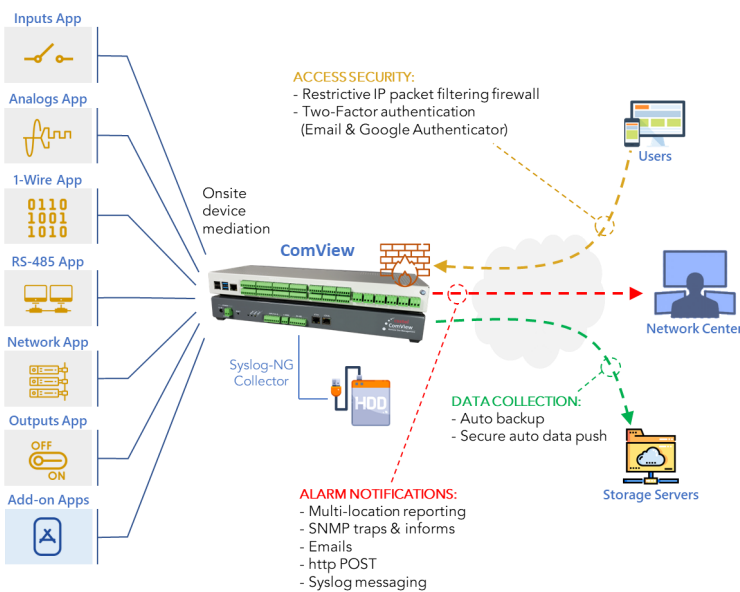 Inputs App
Analogs App
1-Wire App
0110
1001
1010
RS-485 App
Network App
Outputs App
OFF
ON
Add-on Apps
Onsite
device
mediation
ComView
ComView
Syslog-NG
Collector
HDD
ACCESS SECURITY:
- Restrictive IP packet filtering firewall
- Two-Factor authentication
(Email & Google Authenticator)
Users
Network Center
DATA COLLECTION:
- Auto backup
- Secure auto data push
Storage Servers
ALARM NOTIFICATIONS:
- Multi-location reporting
- SNMP traps & informs
- Emails
- http POST
- Syslog messaging